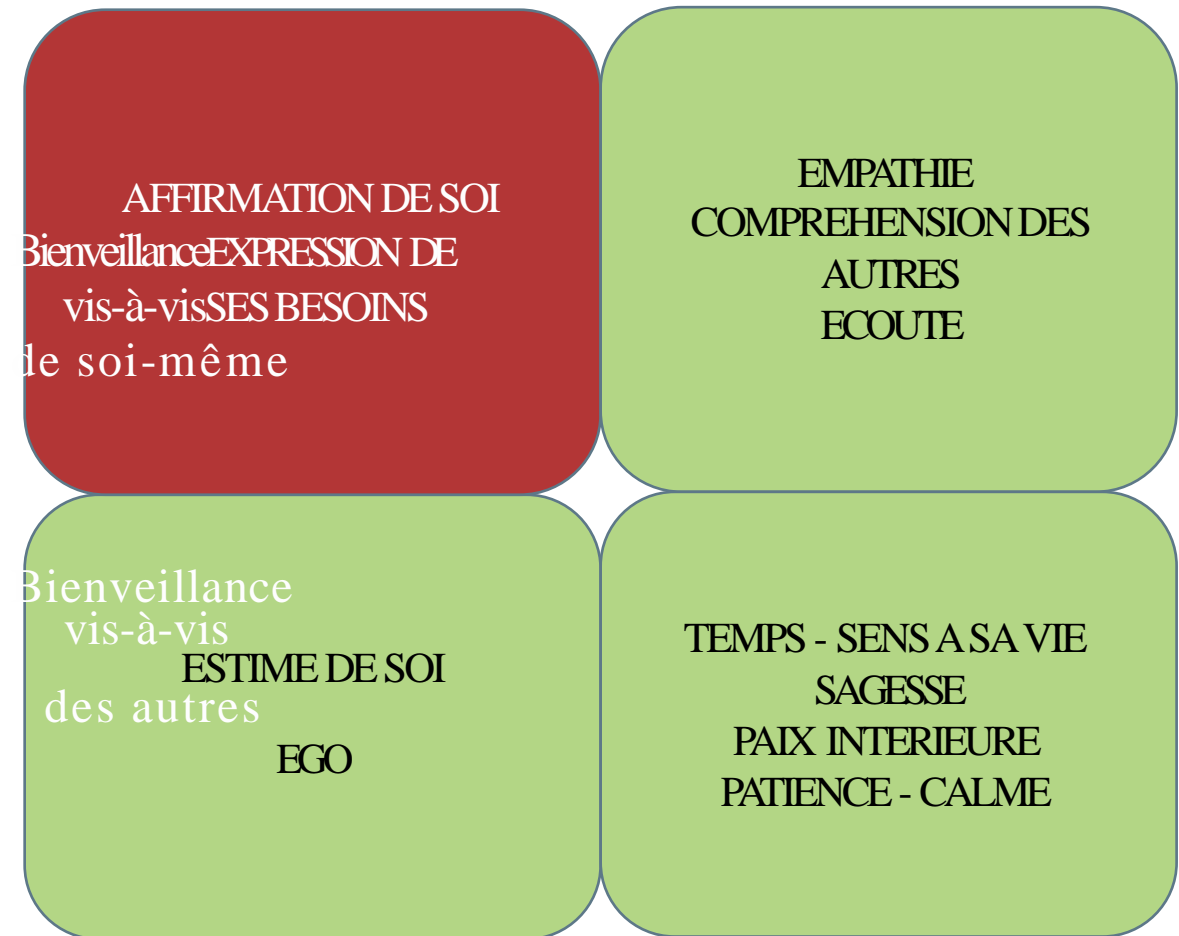 AFFIRMATION DE SOI
BienveillanceEXPRESSION DE
vis-à-visSES BESOINS
de soi-même
EMPATHIE
COMPREHENSION DES
AUTRES
ECOUTE
Bienveillance
vis-à-vis
ESTIME DE SOI
des autres
EGO
TEMPS - SENS A SA VIE
SAGESSE
PAIX INTERIEURE
PATIENCE - CALME